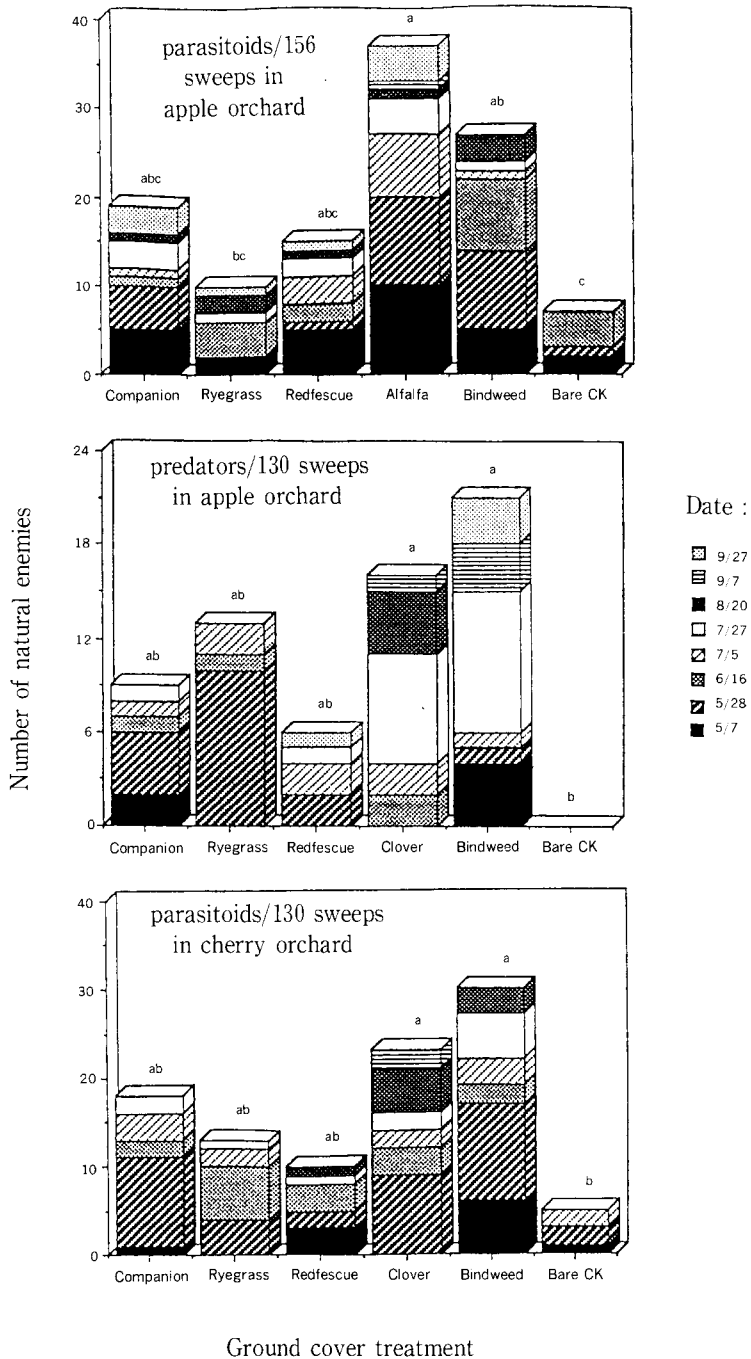 40
30
20
10
0
parasitoids/156
sweeps in
apple orchard
abc
bc
abc
a
ab
c
Companion Ryegrass Redfescue Alfalfa Bindweed Bare CK
24
18
12
6
0
predators/130 sweeps
in apple orchard
ab
ab
ab
a
a
b
Companion Ryegrass Redfescue Clover Bindweed Bare CK
Number of natural enemies
Date :
9/27
9/7
8/20
7/27
7/5
6/16
5/28
5/7
40
30
20
10
0
parasitoids/130 sweeps
in cherry orchard
ab
ab
ab
a
a
b
Companion Ryegrass Redfescue Clover Bindweed Bare CK
Ground cover treatment